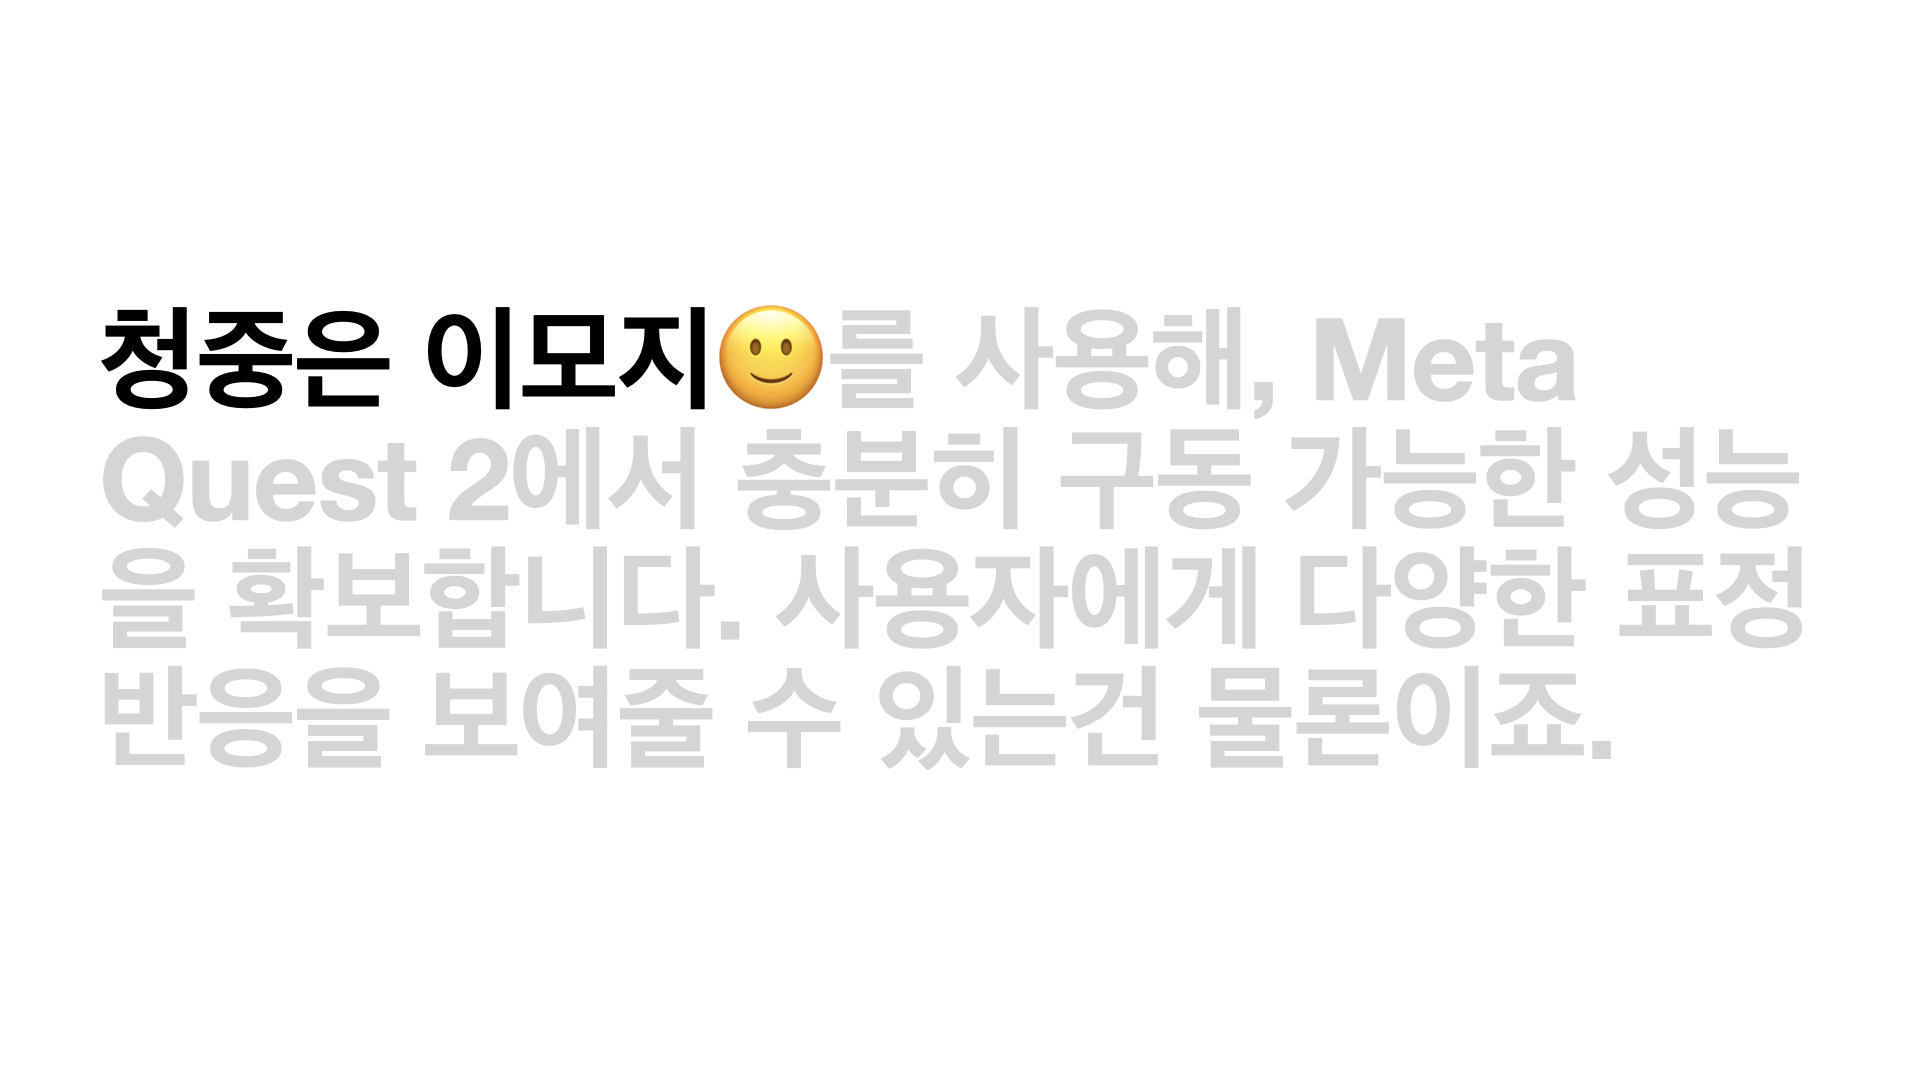 청중은 이모지🙂를 사용해, Meta
Quest 2에서 충분히 구동 가능한 성능
을 확보합니다. 사용자에게 다양한 표정
반응을 보여줄 수 있는건 물론이죠.